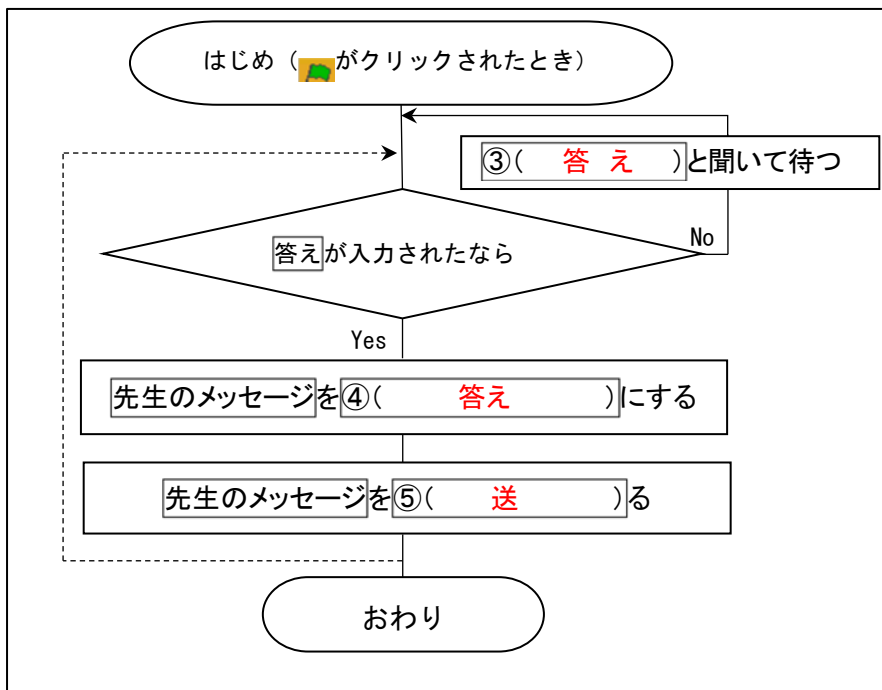 はじめ（がクリックされたとき）
③(　答 え　)と聞いて待つ
No
答えが入力されたなら
Yes
先生のメッセージを④(　答え　)にする
先生のメッセージを⑤(　送　)る
おわり